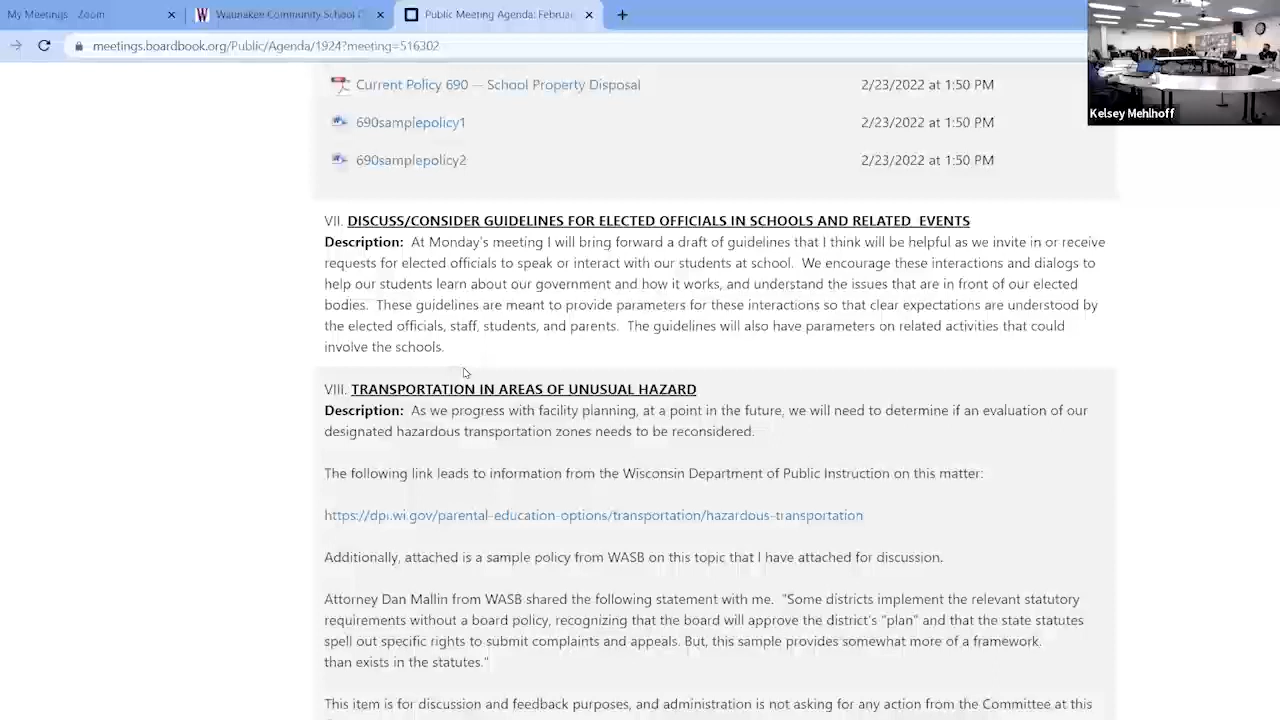 My Meetings - Zoom
Waunakee Community School
Public Meeting Agenda: Februar
meetings.boardbook.org/Public/Agenda/1924?meeting=516302
Kelsey Mehlhoff
Current School Property Disposal 2/23/2022 at 1:50 PM
2/23/2022 at 1:50 PM
2/23/2022 at 1:50 PM
VII. DISCUSS/CONSIDER GUIDELINES FOR ELECTED OFFICIALS IN SCHOOLS AND RELATED EVENTS
Description: At Monday's meeting I will bring forward a draft of guidelines that I think will be helpful as we invite in or receive
requests for elected officials to speak or interact with our students at school. We encourage these interactions and dialogs to
help our students learn about our government and how it works, and understand the issues that are in front of our elected
bodies. These guidelines are meant to provide parameters for these interactions so that clear expectations are understood by
the elected officials, staff, students, and parents. The guidelines will also have parameters on related activities that could
involve the schools.
VIII. TRANSPORTATION IN AREAS OF UNUSUAL HAZARD
Description: As we progress with facility planning, at a point in the future, we will need to determine if an evaluation of our
designated hazardous transportation zones needs to be reconsidered.
The following link leads to information from the Wisconsin Department of Public Instruction on this matter:
https://dpi.wi.gov/parental-education-options/transportation/hazardous-transportation
Additionally, attached is a sample policy from WASB on this topic that I have attached for discussion.
Attorney Dan Mallin from WASB shared the following statement with me. "Some districts implement the relevant statutory
requirements without a board policy, recognizing that the board will approve the district's "plan" and that the state statutes
spell out specific rights to submit complaints and appeals. But, this sample provides somewhat more of a framework.
than exists in the statutes."
This item is for discussion and feedback purposes, and administration is not asking for any action from the Committee at this